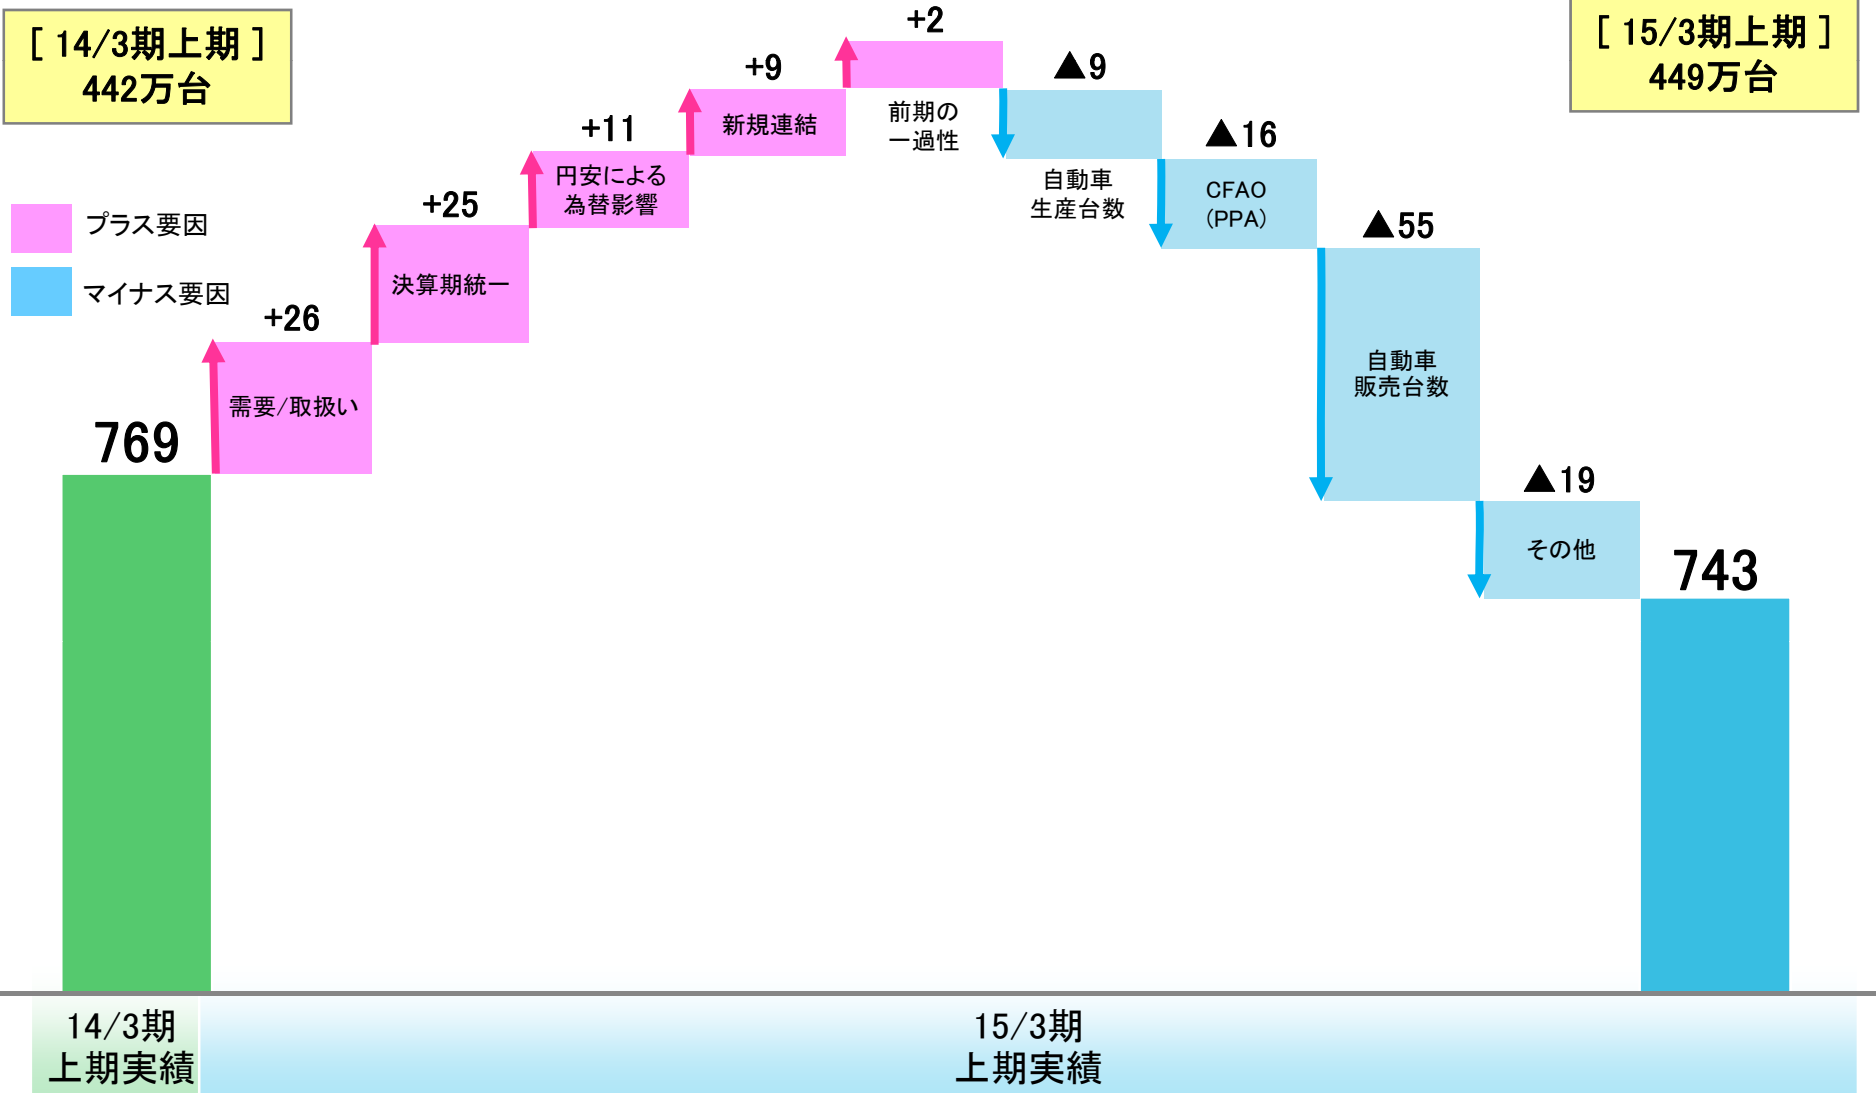 [ 14/3期上期 ]
442万台
[ 15/3期上期 ]
449万台
プラス要因
マイナス要因
769
+26
需要/取扱い
+25
決算期統一
+11
円安による
為替影響
+9
新規連結
+2
前期の
一過性
▲9
自動車
生産台数
▲16
CFAO
(PPA)
▲55
自動車
販売台数
▲19
その他
743
14/3期
上期実績
15/3期
上期実績